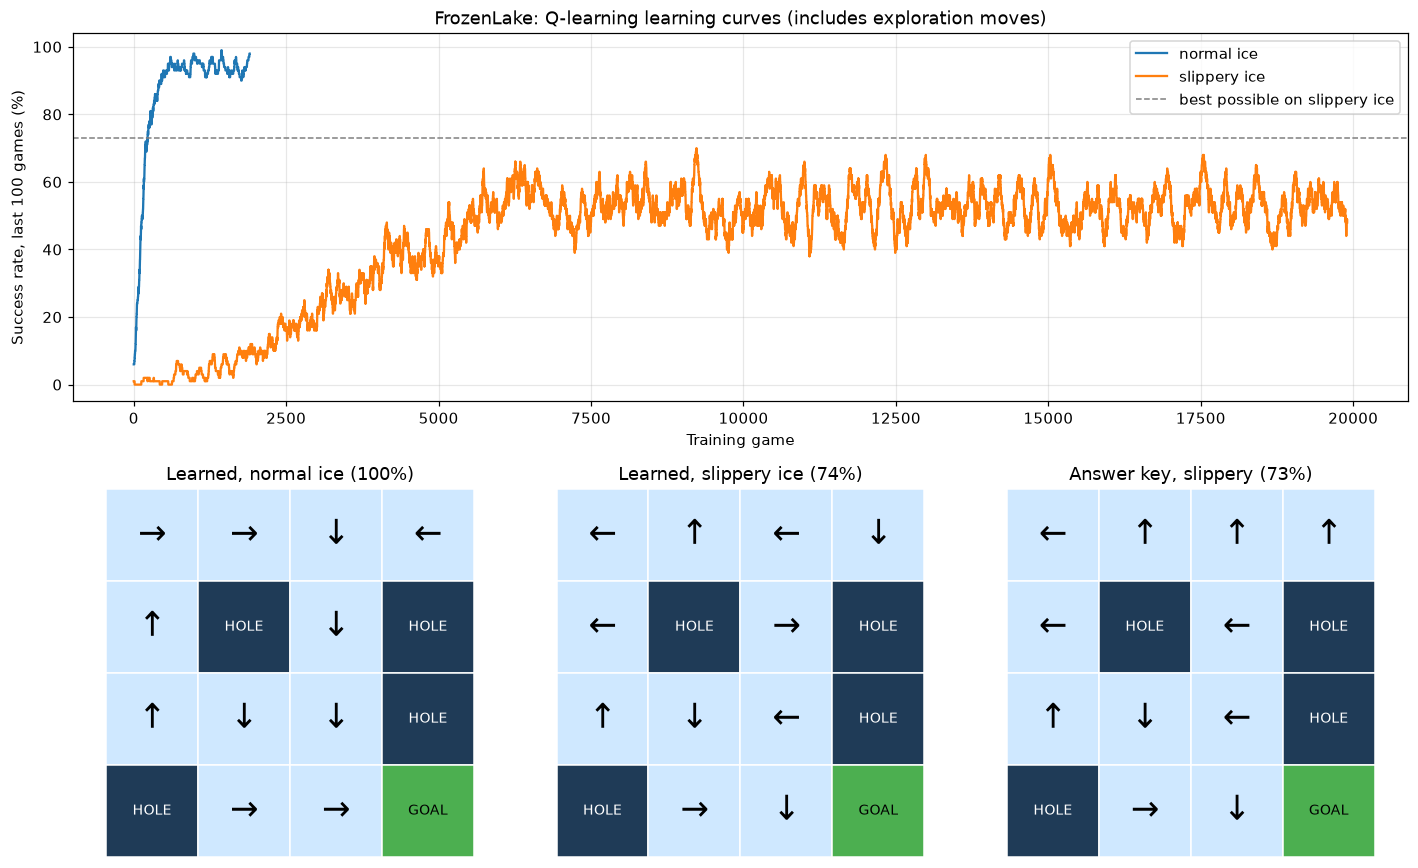 FrozenLake: Q-learning learning curves (includes exploration moves)
Success rate, last 100 games (%)
100
80
60
40
20
0
normal ice
slippery ice
best possible on slippery ice
0 2500 5000 7500 10000 12500 15000 17500 20000
Training game
Learned, normal ice (100%)
→ → ↓ ←
↑ HOLE ↓ HOLE
↑ ↓ ↓ HOLE
HOLE → → GOAL
Learned, slippery ice (74%)
← ↑ ← ↓
← HOLE → HOLE
↑ ↓ ← HOLE
HOLE → ↓ GOAL
Answer key, slippery (73%)
← ↑ ↑ ↑
← HOLE ← HOLE
↑ ↓ ← HOLE
HOLE → ↓ GOAL